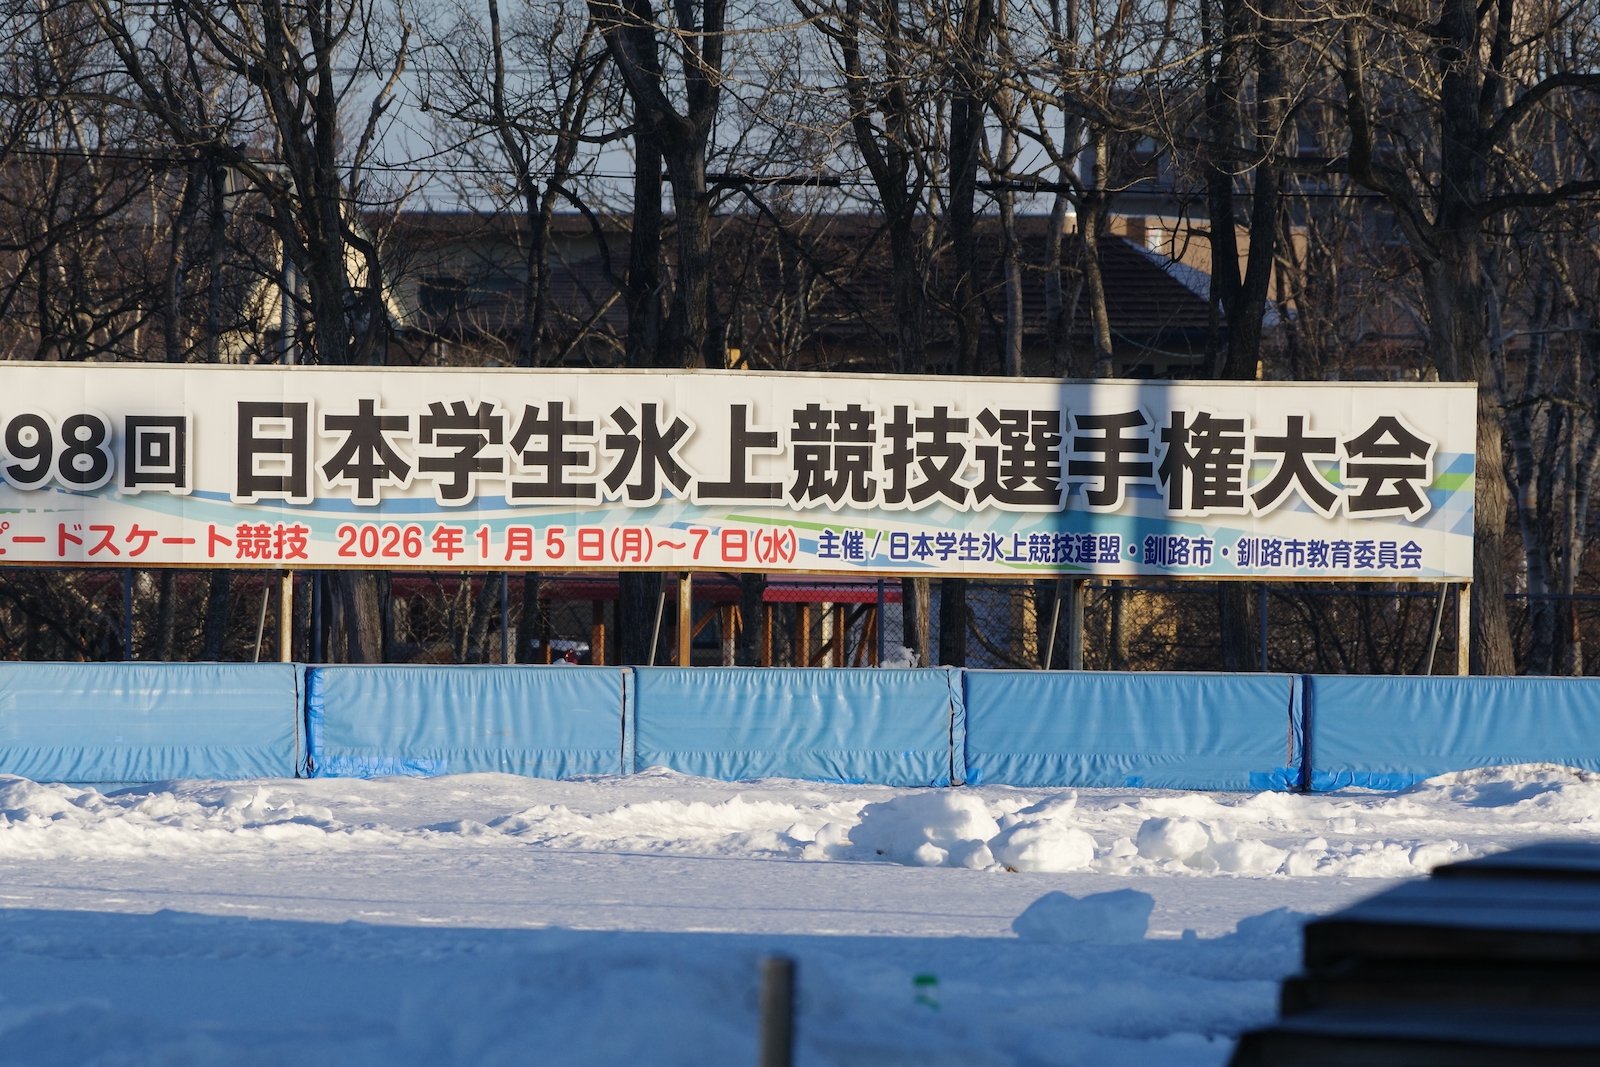 98回 日本学生氷上競技選手権大会
ピードスケート競技 2026年1月5日(月)～7日(水) 主催/日本学生氷上競技連盟・釧路市・釧路市教育委員会